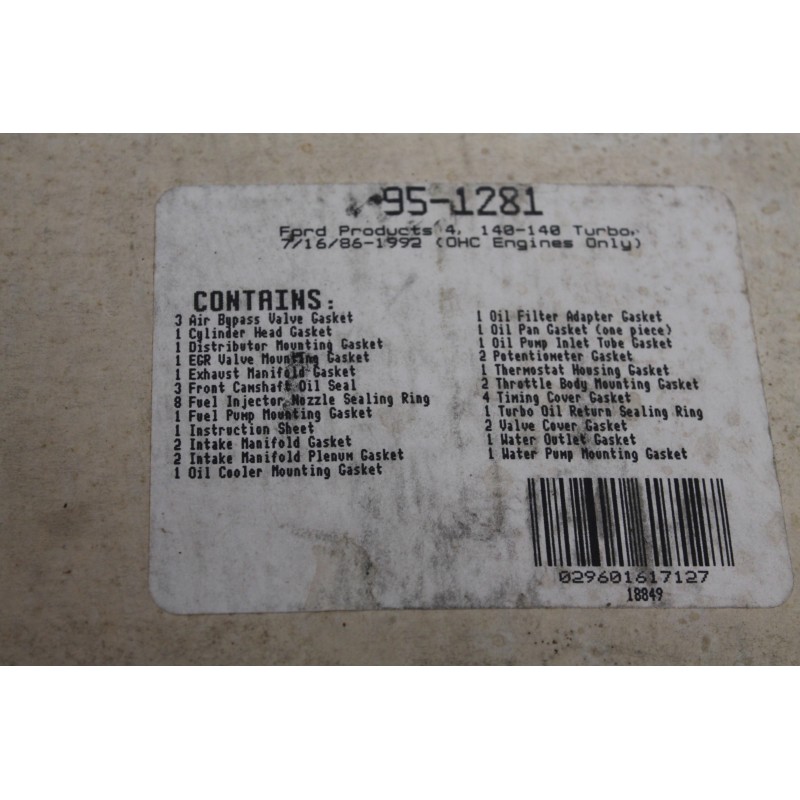 95-1281
Ford Products 4, 140-140 Turbo,
7/16/86-1992 (OHC Engines Only)
CONTAINS:
3 Air Bypass Valve Gasket
1 Cylinder Head Gasket
1 Distributor Mounting Gasket
1 EGR Valve Mounting Gasket
1 Exhaust Manifold Gasket
3 Front Camshaft Oil Seal
8 Fuel Injector Nozzle Sealing Ring
1 Fuel Pump Mounting Gasket
1 Instruction Sheet
2 Intake Manifold Gasket
2 Intake Manifold Plenum Gasket
1 Oil Cooler Mounting Gasket
1 Oil Filter Adapter Gasket
1 Oil Pan Gasket (one piece)
1 Oil Pump Inlet Tube Gasket
2 Potentiometer Gasket
1 Thermostat Housing Gasket
2 Throttle Body Mounting Gasket
4 Timing Cover Gasket
1 Turbo Oil Return Sealing Ring
2 Valve Cover Gasket
1 Water Outlet Gasket
1 Water Pump Mounting Gasket
029601617127
18849